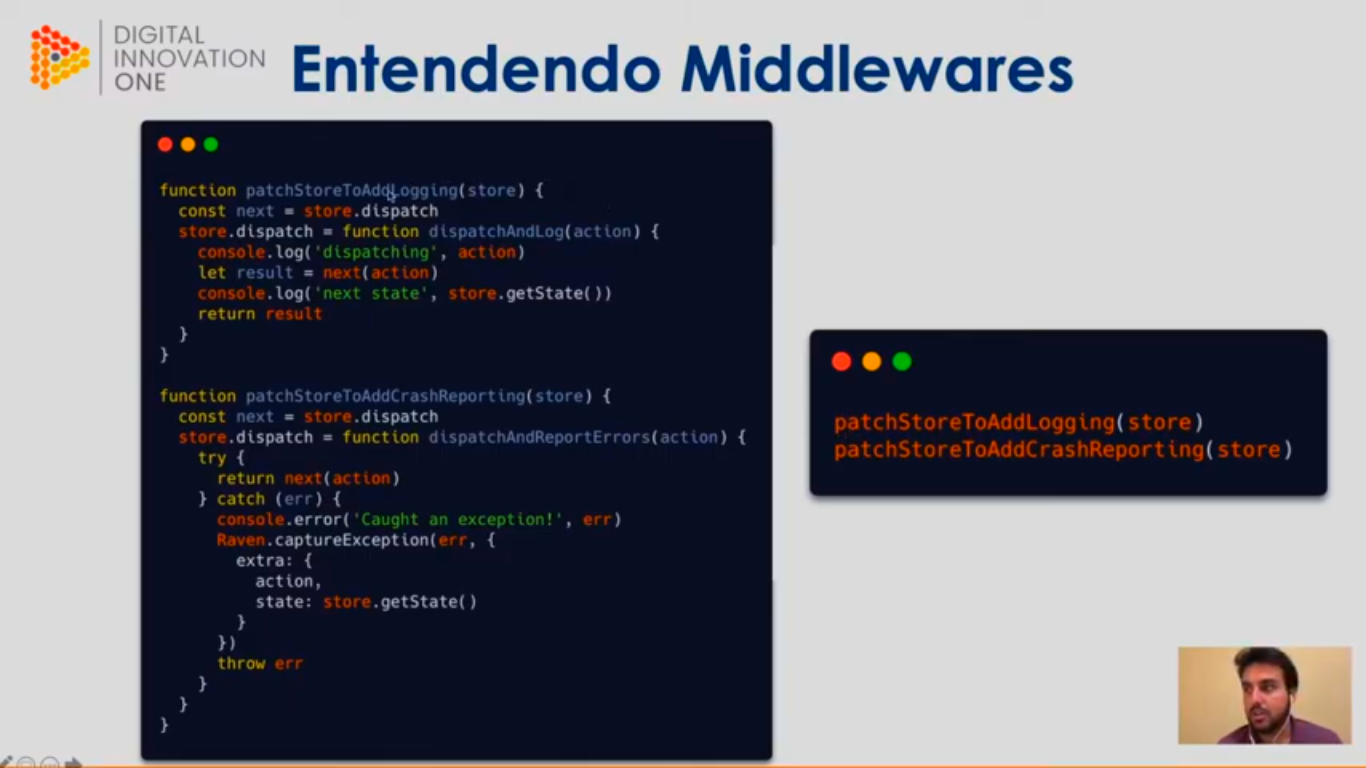 DIGITAL
INNOVATION
ONE
Entendendo Middlewares
function patchStoreToAddLogging(store) {
  const next = store.dispatch
  store.dispatch = function dispatchAndLog(action) {
    console.log('dispatching', action)
    let result = next(action)
    console.log('next state', store.getState())
    return result
  }
}
function patchStoreToAddCrashReporting(store) {
  const next = store.dispatch
  store.dispatch = function dispatchAndReportErrors(action) {
    try {
      return next(action)
    } catch (err) {
      console.error('Caught an exception!', err)
      Raven.captureException(err, {
        extra: {
          action,
          state: store.getState()
        }
      })
      throw err
    }
  }
}
patchStoreToAddLogging(store)
patchStoreToAddCrashReporting(store)